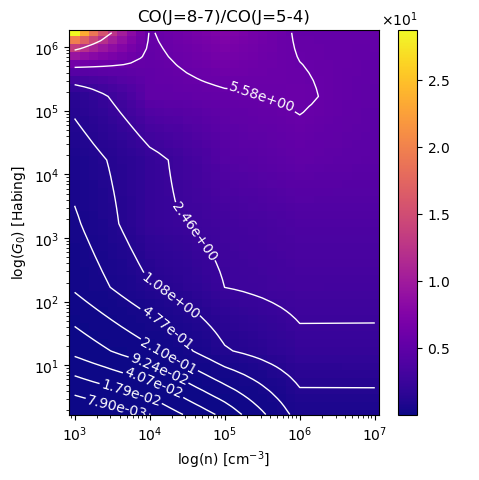 CO(J=8-7)/CO(J=5-4)
×10¹
10⁶
10⁵
10⁴
10³
10²
10¹
log(G₀) [Habing]
5.58e+00
2.46e+00
1.08e+00
4.77e-01
2.10e-01
9.24e-02
4.07e-02
1.79e-02
7.90e-03
10³ 10⁴ 10⁵ 10⁶ 10⁷
log(n) [cm⁻³]
2.5
2.0
1.5
1.0
0.5